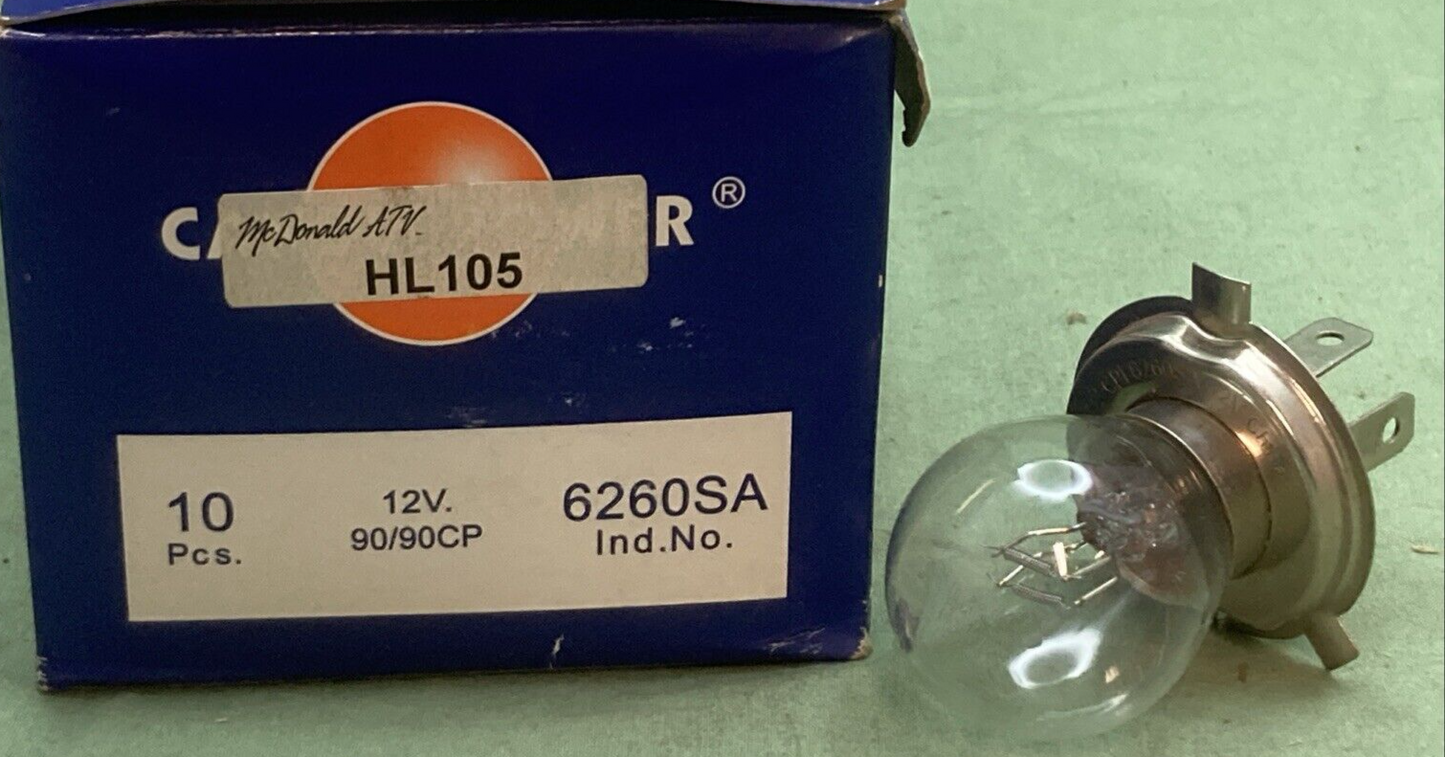 ®
McDonald ATV
HL105
10
Pcs.
12V.
90/90CP
6260SA
Ind.No.